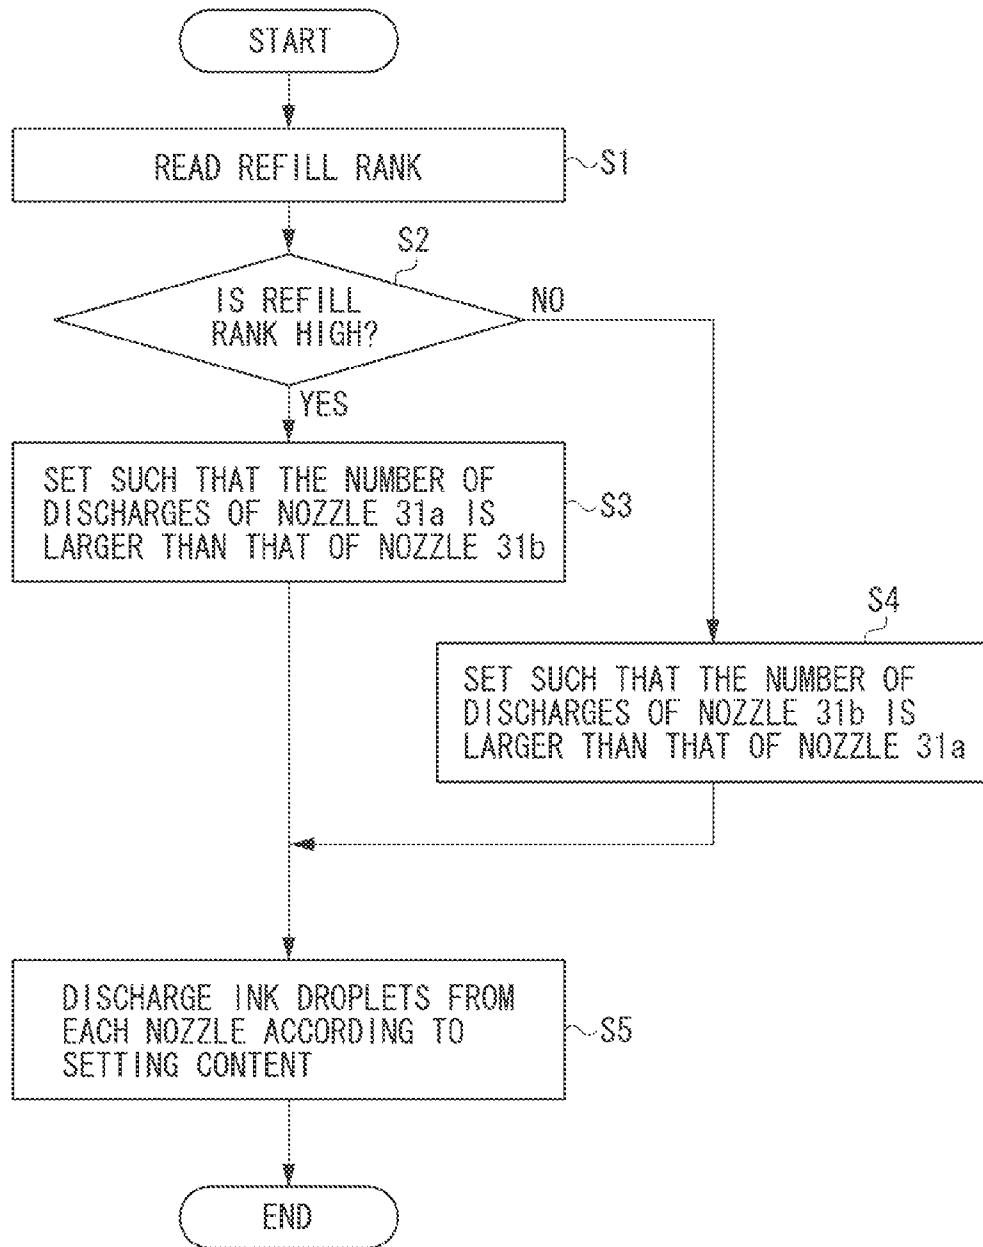 START
READ REFILL RANK
S1
S2
IS REFILL
RANK HIGH?
NO
YES
SET SUCH THAT THE NUMBER OF
DISCHARGES OF NOZZLE 31a IS
LARGER THAN THAT OF NOZZLE 31b
S3
S4
SET SUCH THAT THE NUMBER OF
DISCHARGES OF NOZZLE 31b IS
LARGER THAN THAT OF NOZZLE 31a
DISCHARGE INK DROPLETS FROM
EACH NOZZLE ACCORDING TO
SETTING CONTENT
S5
END